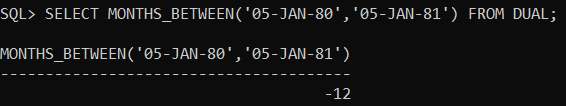 SQL> SELECT MONTHS_BETWEEN('05-JAN-80','05-JAN-81') FROM DUAL;
MONTHS_BETWEEN('05-JAN-80','05-JAN-81')
---------------------------------------
-12